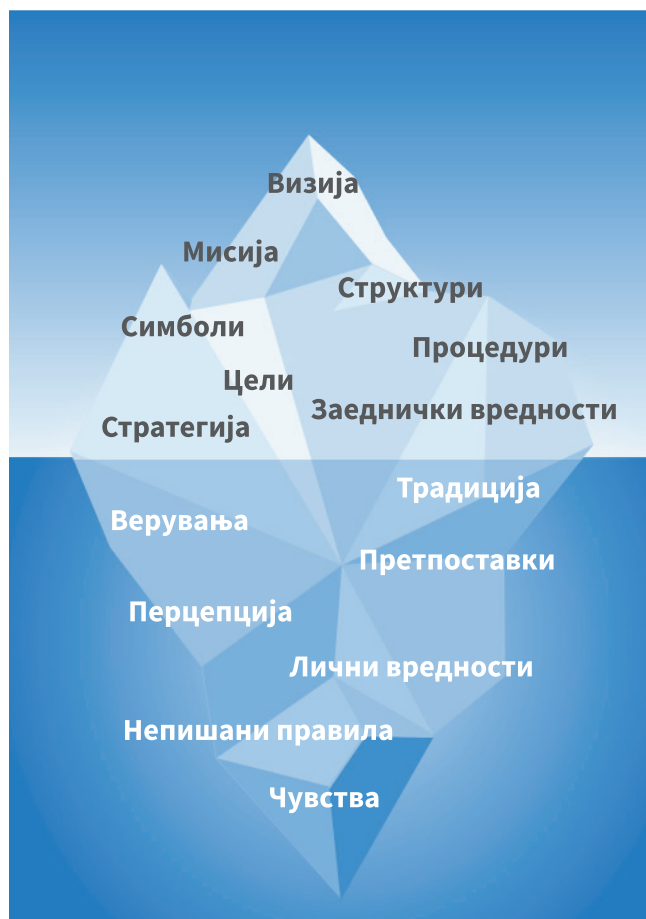 Визија
Мисија
Структури
Симболи
Процедури
Цели
Заеднички вредности
Стратегија
Традиција
Верувања
Претпоставки
Перцепција
Лични вредности
Непишани правила
Чувства